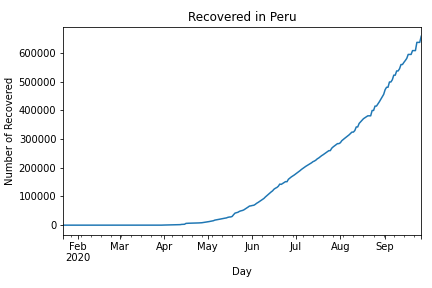 Recovered in Peru
Number of Recovered
600000
500000
400000
300000
200000
100000
0
Feb Mar Apr May Jun Jul Aug Sep
2020
Day